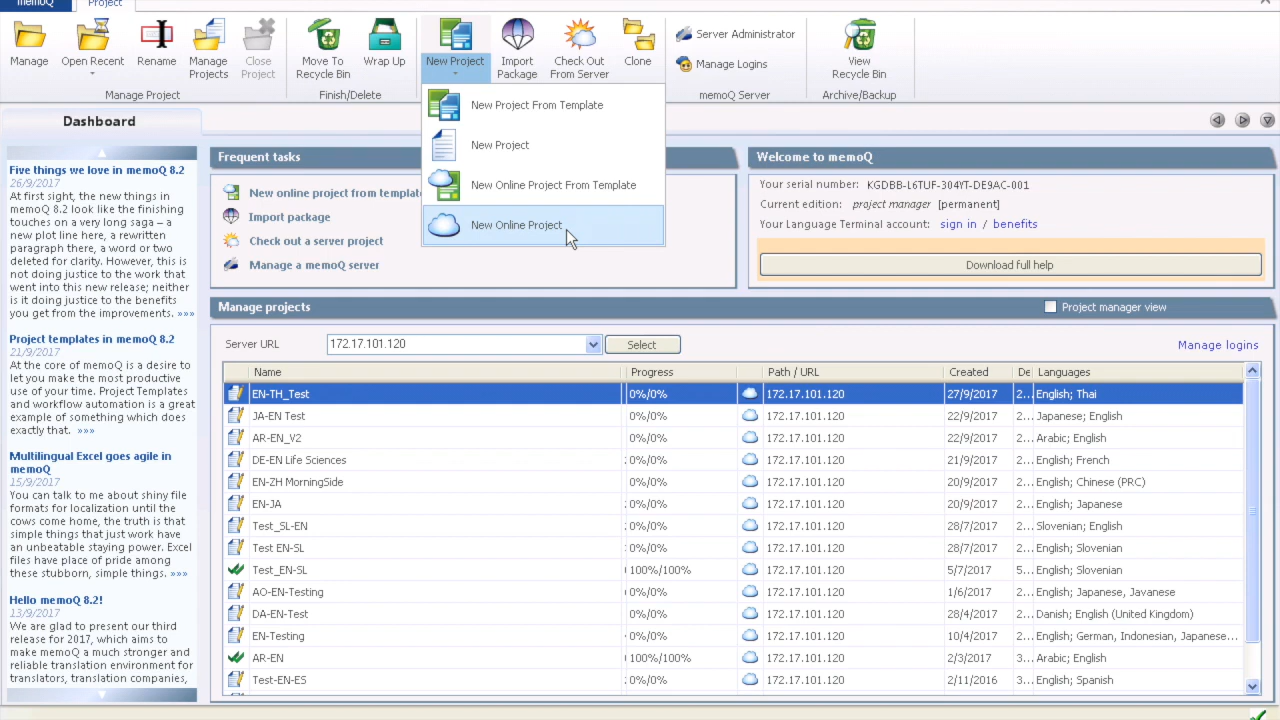 memoQ
Project
Manage
Open Recent
Rename
Manage
Projects
Close
Project
Manage Project
Move To
Recycle Bin
Wrap Up
Finish/Delete
New Project
Import
Package
Check Out
From Server
Clone
Server Administrator
Manage Logins
memoQ Server
View
Recycle Bin
Archive/Backup
New Project From Template
New Project
New Online Project From Template
New Online Project
Dashboard
Five things we love in memoQ 8.2
26/9/2017
At first sight, the new things in
memoQ 8.2 look like the finishing
touches on a very long saga – a
new plot line here, a rewritten
paragraph there, a word or two
deleted for clarity. However, this is
not doing justice to the work that
went into this new release; neither
is it doing justice to the benefits
you get from the improvements. »»»
Project templates in memoQ 8.2
21/9/2017
At the core of memoQ is a desire to
let you make the most productive
use of your time. Project Templates
and workflow automation is a great
example of something which does
exactly that. »»»
Multilingual Excel goes agile in
memoQ
15/9/2017
You can talk to me about shiny file
formats for localization until the
cows come home, the truth is that
simple things that just work have
an unbeatable staying power. Excel
files have place of pride among
these stubborn, simple things. »»»
Hello memoQ 8.2!
13/9/2017
We are glad to present our third
release for 2017, which aims to
make memoQ a much stronger and
reliable translation environment for
translators, translation companies,
Frequent tasks
New online project from template
Import package
Check out a server project
Manage a memoQ server
Welcome to memoQ
Your serial number: KGDBB-L6TUF-304YT-DE9AC-001
Current edition: project manager [permanent]
Your Language Terminal account: sign in / benefits
Download full help
Manage projects
Project manager view
Server URL 172.17.101.120 Select Manage logins
Name Progress Path / URL Created De Languages
EN-TH_Test 0%/0% 172.17.101.120 27/9/2017 2... English; Thai
JA-EN Test 0%/0% 172.17.101.120 22/9/2017 2... Japanese; English
AR-EN_V2 0%/0% 172.17.101.120 22/9/2017 2... Arabic; English
DE-EN Life Sciences 0%/0% 172.17.101.120 21/9/2017 2... English; French
EN-ZH MorningSide 0%/0% 172.17.101.120 20/9/2017 2... English; Chinese (PRC)
EN-JA 0%/0% 172.17.101.120 20/9/2017 2... English; Japanese
Test_SL-EN 0%/0% 172.17.101.120 28/7/2017 2... Slovenian; English
Test EN-SL 0%/0% 172.17.101.120 28/7/2017 2... English; Slovenian
Test_EN-SL 100%/100% 172.17.101.120 5/7/2017 5... English; Slovenian
AO-EN-Testing 0%/0% 172.17.101.120 1/6/2017 2... English; Japanese, Javanese
DA-EN-Test 0%/0% 172.17.101.120 28/4/2017 2... Danish; English (United Kingdom)
EN-Testing 0%/0% 172.17.101.120 10/4/2017 2... English; German, Indonesian, Japanese...
AR-EN 100%/100% 172.17.101.120 2/3/2017 3... Arabic; English
Test-EN-ES 0%/0% 172.17.101.120 2/11/2016 3... English; Spanish